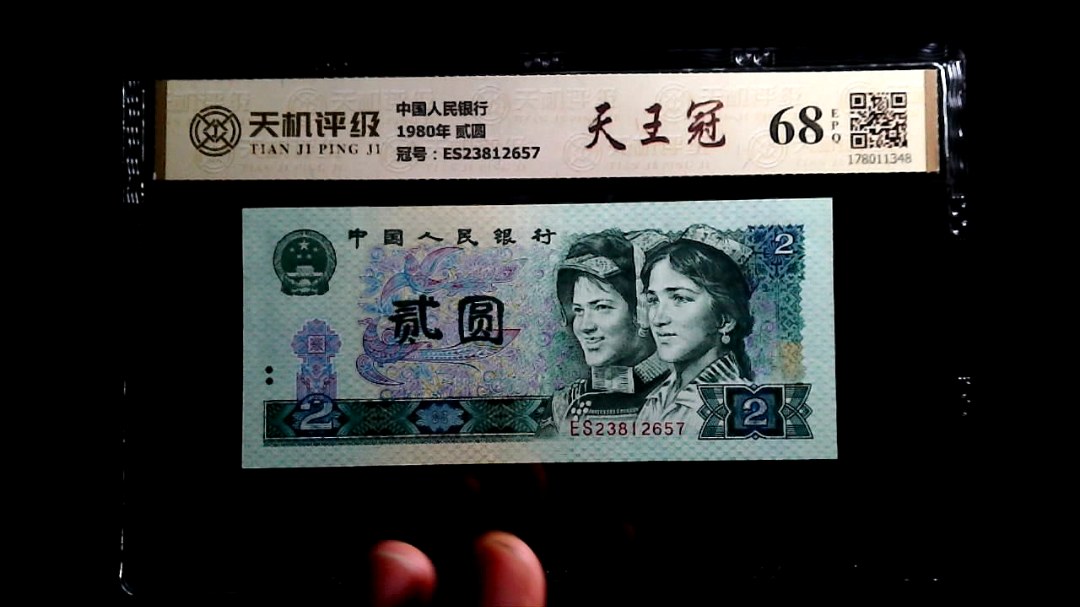 天机评级
TIAN JI PING JI
中国人民银行
1980年 贰圆
冠号：ES23812657
天王冠
68
EPQ
178011348
中国人民银行
2
贰圆
2
2
ES23812657